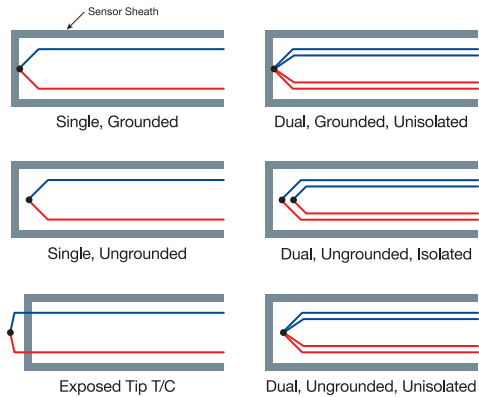 Sensor Sheath
Single, Grounded
Dual, Grounded, Unisolated
Single, Ungrounded
Dual, Ungrounded, Isolated
Exposed Tip T/C
Dual, Ungrounded, Unisolated